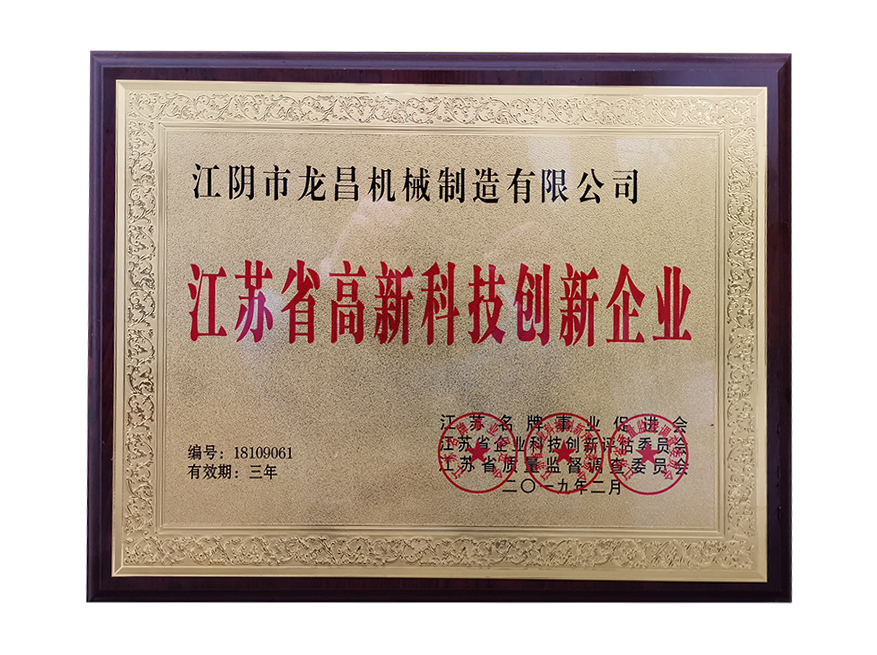 江阴市龙昌机械制造有限公司
江苏省高新科技创新企业
江苏名牌事业促进会
江苏省企业科技创新评估委员会
编号：18109061
江苏省质量监督调查委员会
有效期：三年
二〇一九年二月